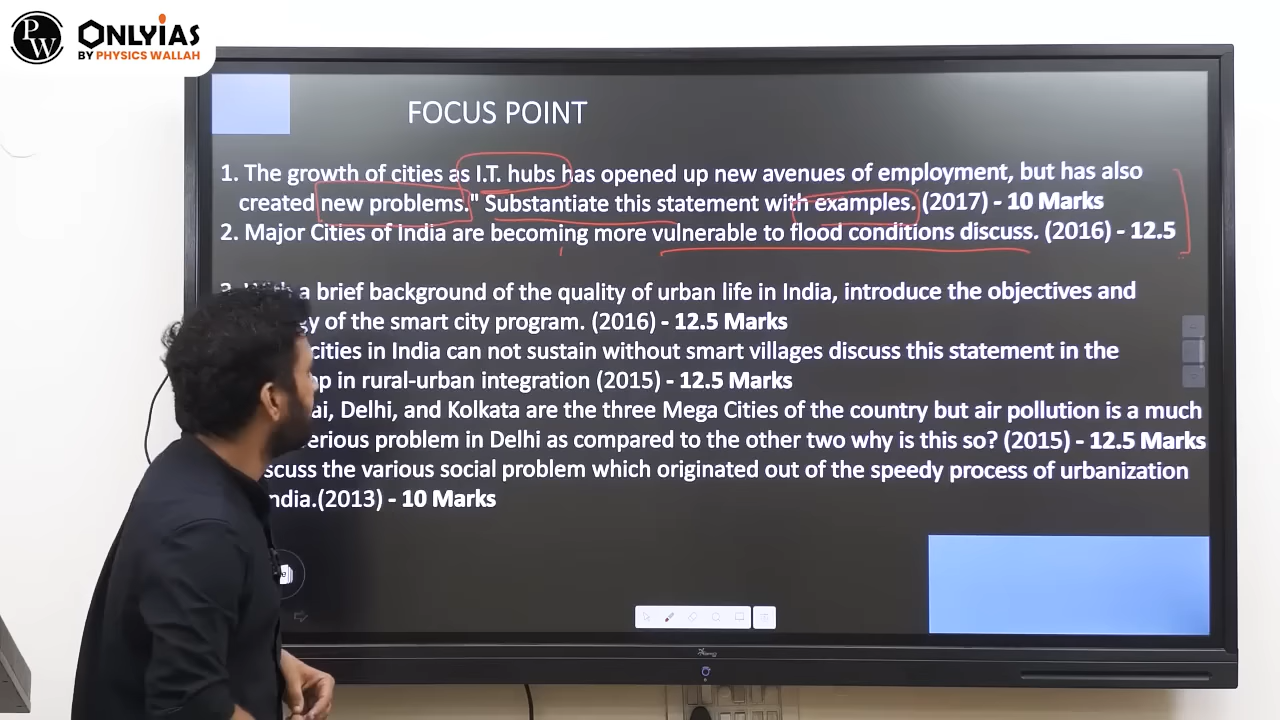 PW
ONLYIAS
BY PHYSICS WALLAH
FOCUS POINT
1. The growth of cities as I.T. hubs has opened up new avenues of employment, but has also
created new problems." Substantiate this statement with examples. (2017) - 10 Marks
2. Major Cities of India are becoming more vulnerable to flood conditions discuss. (2016) - 12.5
a brief background of the quality of urban life in India, introduce the objectives and
of the smart city program. (2016) - 12.5 Marks
cities in India can not sustain without smart villages discuss this statement in the
in rural-urban integration (2015) - 12.5 Marks
Delhi, and Kolkata are the three Mega Cities of the country but air pollution is a much
problem in Delhi as compared to the other two why is this so? (2015) - 12.5 Marks
the various social problem which originated out of the speedy process of urbanization
(2013) - 10 Marks